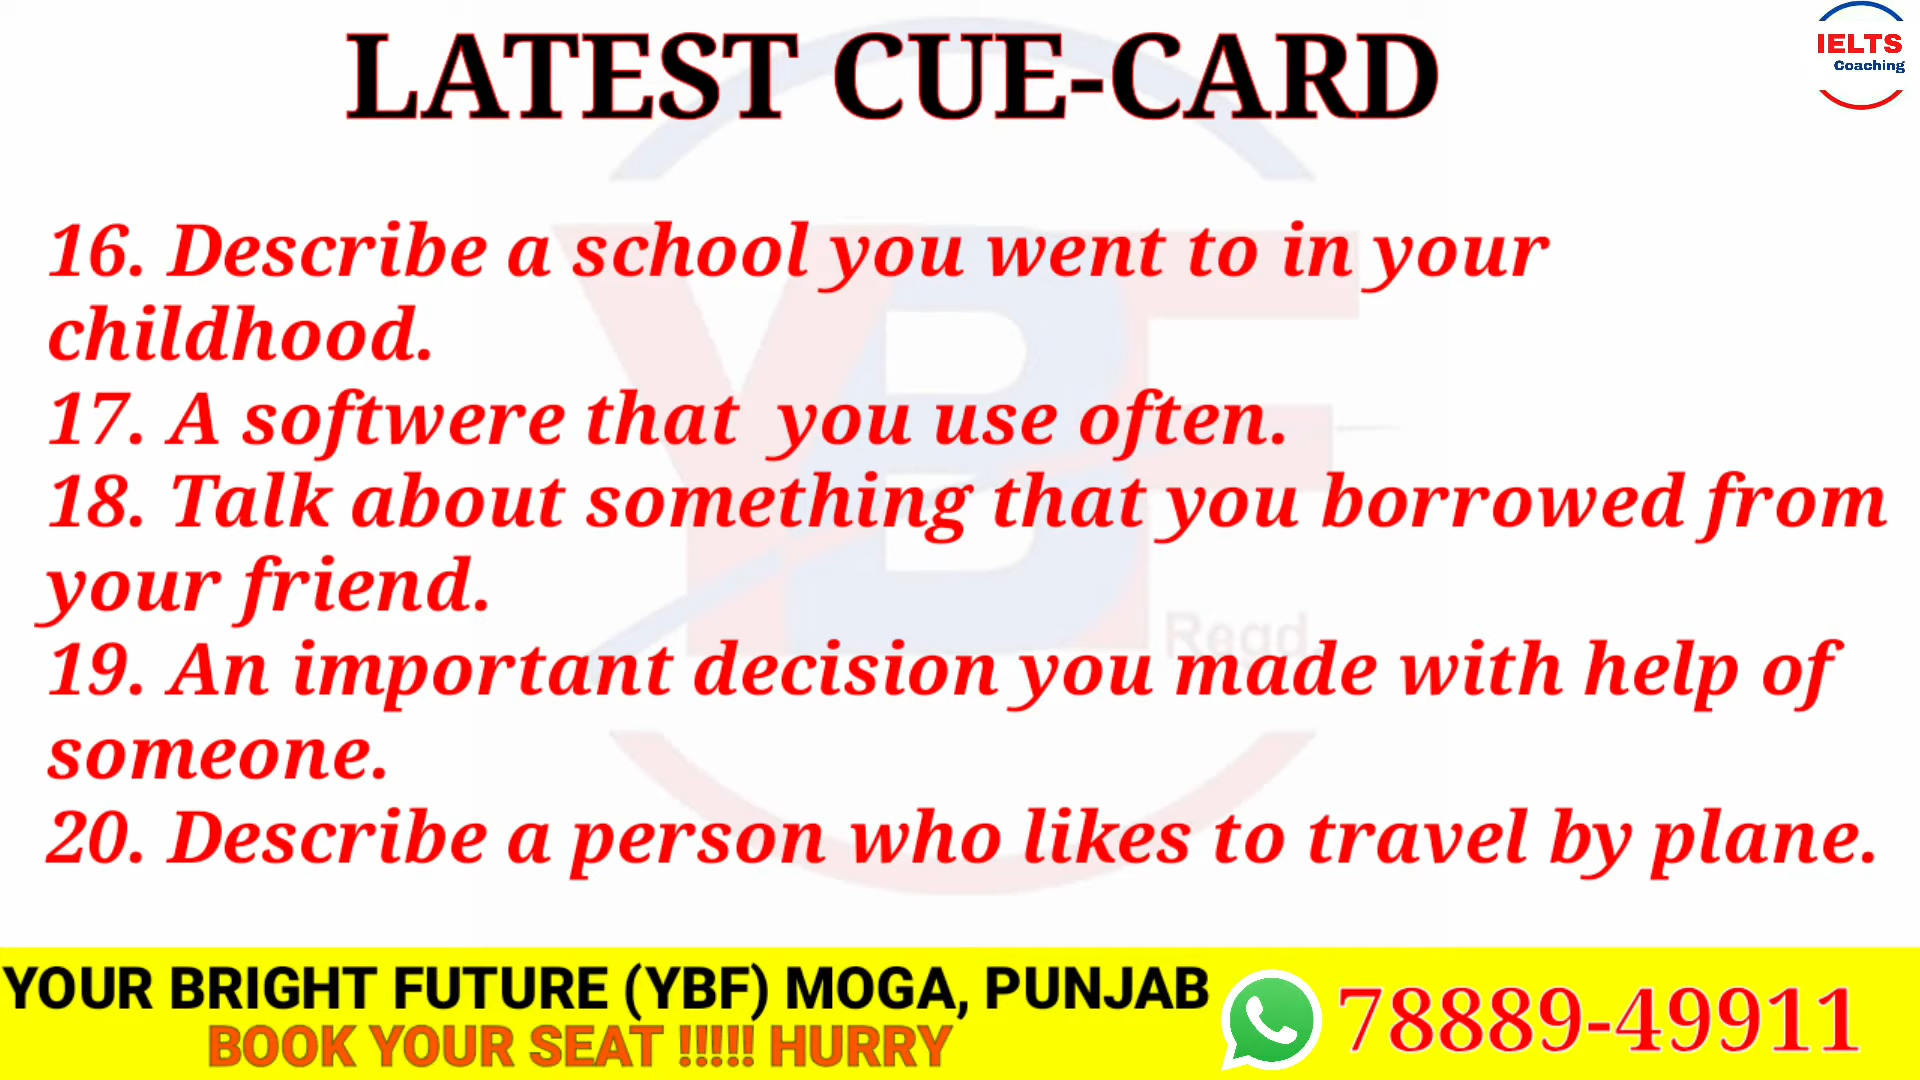 LATEST CUE-CARD
IELTS
Coaching
16. Describe a school you went to in your
childhood.
17. A softwere that  you use often.
18. Talk about something that you borrowed from
your friend.
Read
19. An important decision you made with help of
someone.
20. Describe a person who likes to travel by plane.
YOUR BRIGHT FUTURE (YBF) MOGA, PUNJAB
BOOK YOUR SEAT !!!!! HURRY
78889-49911
YBF